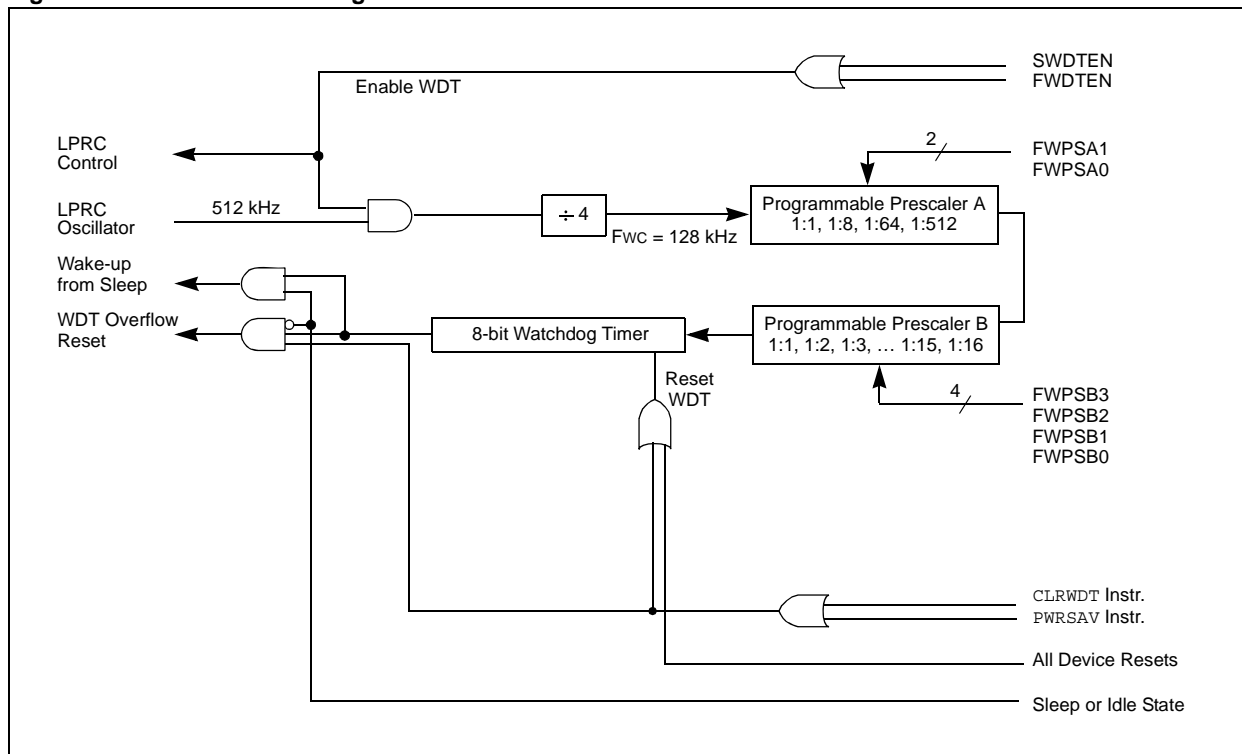 SWDTEN
FWDTEN
Enable WDT
LPRC
Control
2
FWPSA1
FWPSA0
LPRC
Oscillator
512 kHz
÷ 4
FWC = 128 kHz
Programmable Prescaler A
1:1, 1:8, 1:64, 1:512
Wake-up
from Sleep
WDT Overflow
Reset
8-bit Watchdog Timer
Programmable Prescaler B
1:1, 1:2, 1:3, … 1:15, 1:16
Reset
WDT
4
FWPSB3
FWPSB2
FWPSB1
FWPSB0
CLRWDT Instr.
PWRSAV Instr.
All Device Resets
Sleep or Idle State